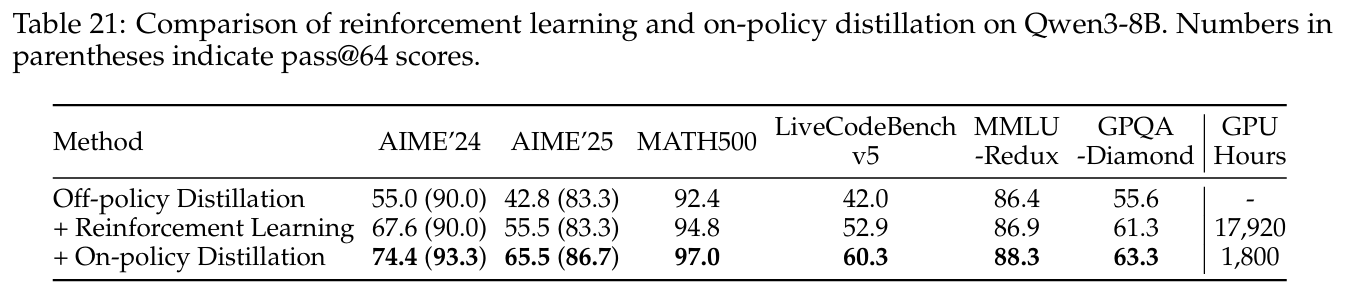 Table 21: Comparison of reinforcement learning and on-policy distillation on Qwen3-8B. Numbers in
parentheses indicate pass@64 scores.
Method AIME’24 AIME’25 MATH500 LiveCodeBench v5 MMLU -Redux GPQA -Diamond GPU Hours
Off-policy Distillation 55.0 (90.0) 42.8 (83.3) 92.4 42.0 86.4 55.6 -
+ Reinforcement Learning 67.6 (90.0) 55.5 (83.3) 94.8 52.9 86.9 61.3 17,920
+ On-policy Distillation 74.4 (93.3) 65.5 (86.7) 97.0 60.3 88.3 63.3 1,800